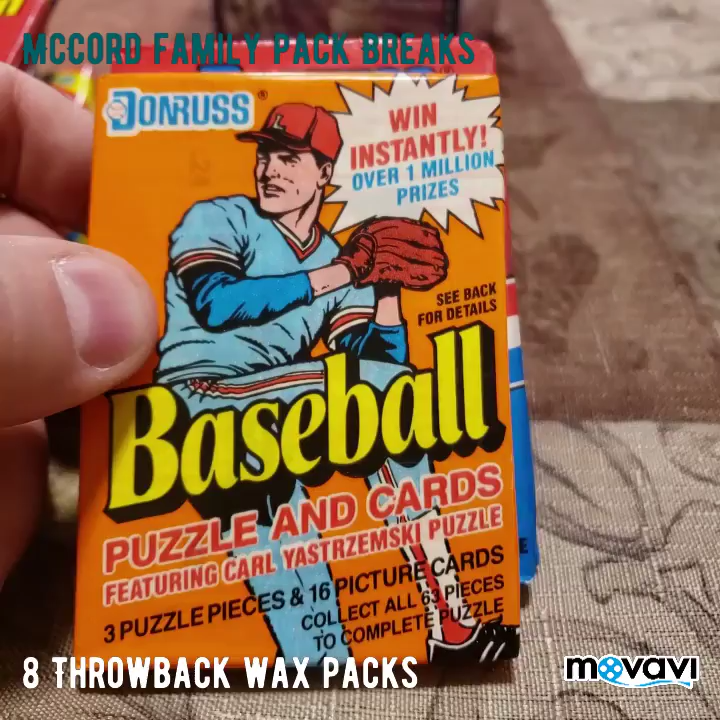 MCCORD FAMILY PACK BREAKS
DONRUSS®
WIN
INSTANTLY!
OVER 1 MILLION
PRIZES
SEE BACK
FOR DETAILS
L
Baseball
PUZZLE AND CARDS
FEATURING CARL YASTRZEMSKI PUZZLE
3 PUZZLE PIECES & 16 PICTURE CARDS
COLLECT ALL 63 PIECES
TO COMPLETE PUZZLE
8 THROWBACK WAX PACKS
movavi